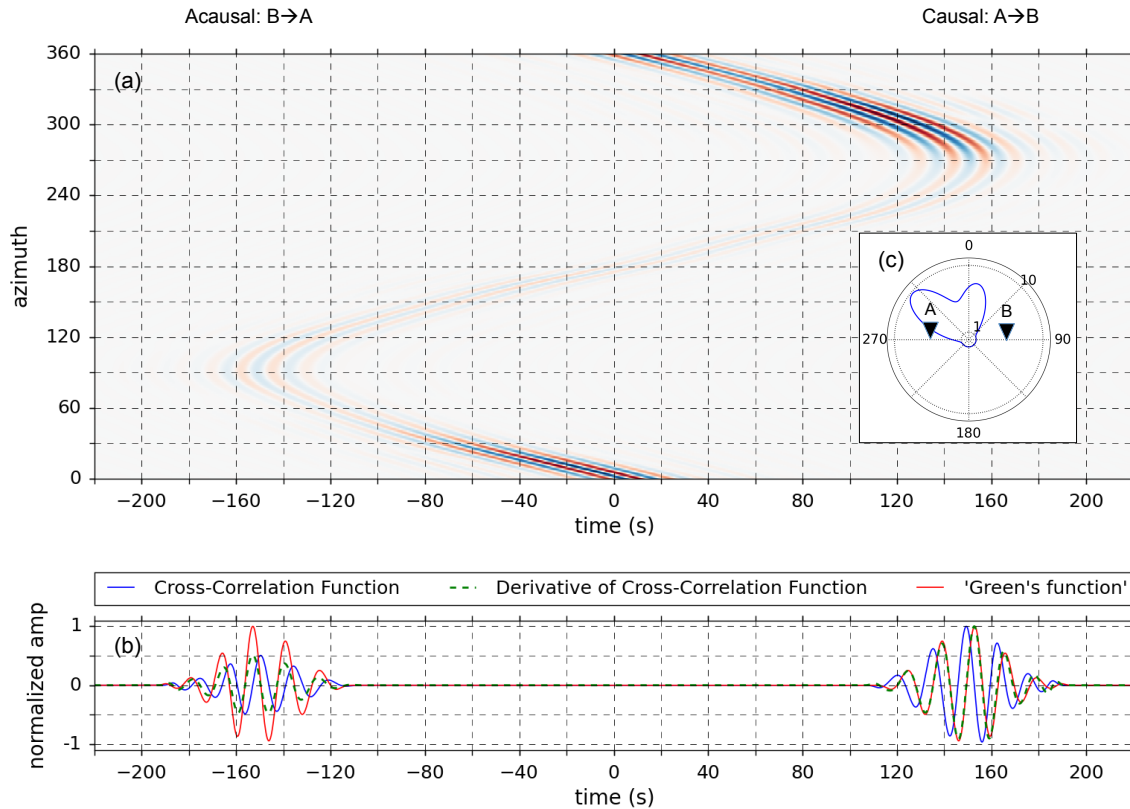 Acausal: B→A Causal: A→B
(a)
azimuth
360
300
240
180
120
60
0
−200 −160 −120 −80 −40 0 40 80 120 160 200
time (s)
(c)
0
10
A B
1
270 90
180
Cross-Correlation Function Derivative of Cross-Correlation Function 'Green's function'
(b)
normalized amp
1
0
-1
−200 −160 −120 −80 −40 0 40 80 120 160 200
time (s)